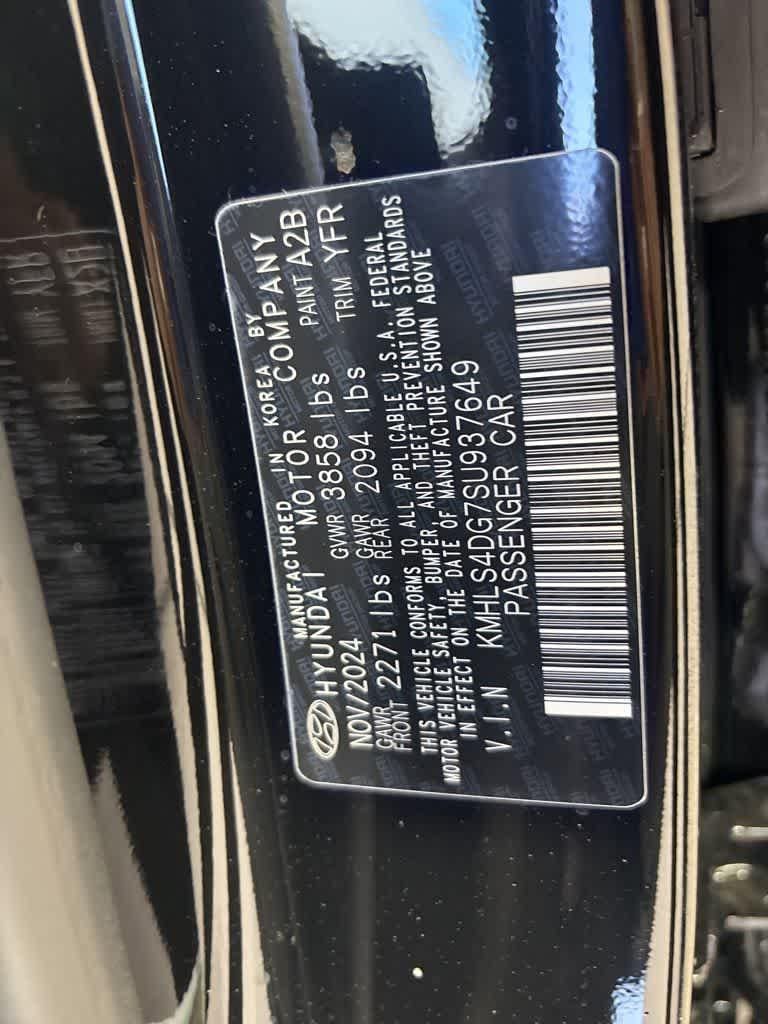 MANUFACTURED IN KOREA BY
HYUNDAI MOTOR COMPANY
NOV/2024 GVWR 3858 lbs PAINT A2B
GAWR FRONT 2271 lbs GAWR REAR 2094 lbs TRIM YFR
THIS VEHICLE CONFORMS TO ALL APPLICABLE U.S.A. FEDERAL
MOTOR VEHICLE SAFETY, BUMPER, AND THEFT PREVENTION STANDARDS
IN EFFECT ON THE DATE OF MANUFACTURE SHOWN ABOVE
V.I.N KMHLS4DG7SU937649
PASSENGER CAR